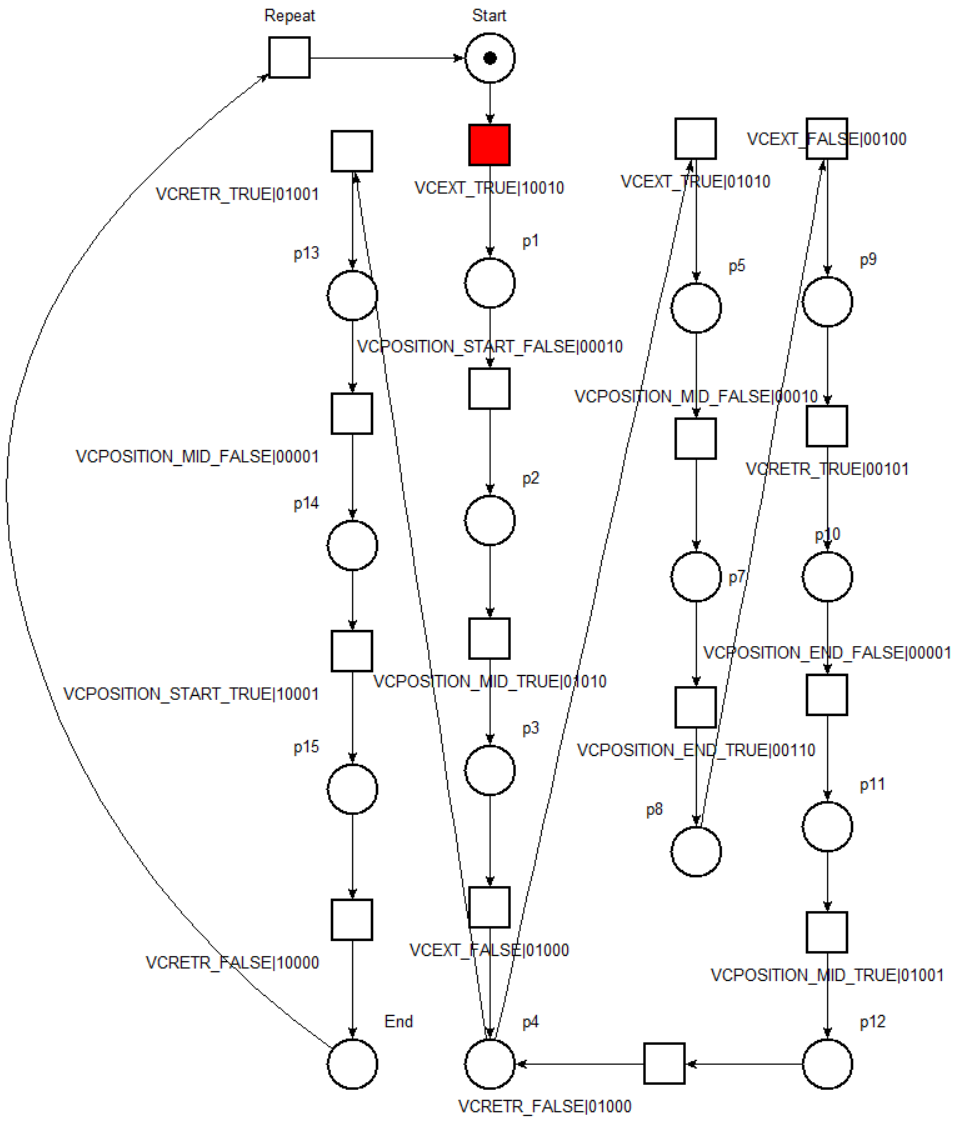 Repeat
Start
VCEXT_TRUE|10010
VCRETR_TRUE|01001
VCEXT_TRUE|01010
VCEXT_FALSE|00100
p13
p1
p5
p9
VCPOSITION_START_FALSE|00010
VCPOSITION_MID_FALSE|00010
VCPOSITION_MID_FALSE|00001
VCRETR_TRUE|00101
p14
p2
p10
p7
VCPOSITION_END_FALSE|00001
VCPOSITION_START_TRUE|10001
VCPOSITION_MID_TRUE|01010
p15
p3
VCPOSITION_END_TRUE|00110
p8
p11
VCRETR_FALSE|10000
VCEXT_FALSE|01000
VCPOSITION_MID_TRUE|01001
End
p4
p12
VCRETR_FALSE|01000